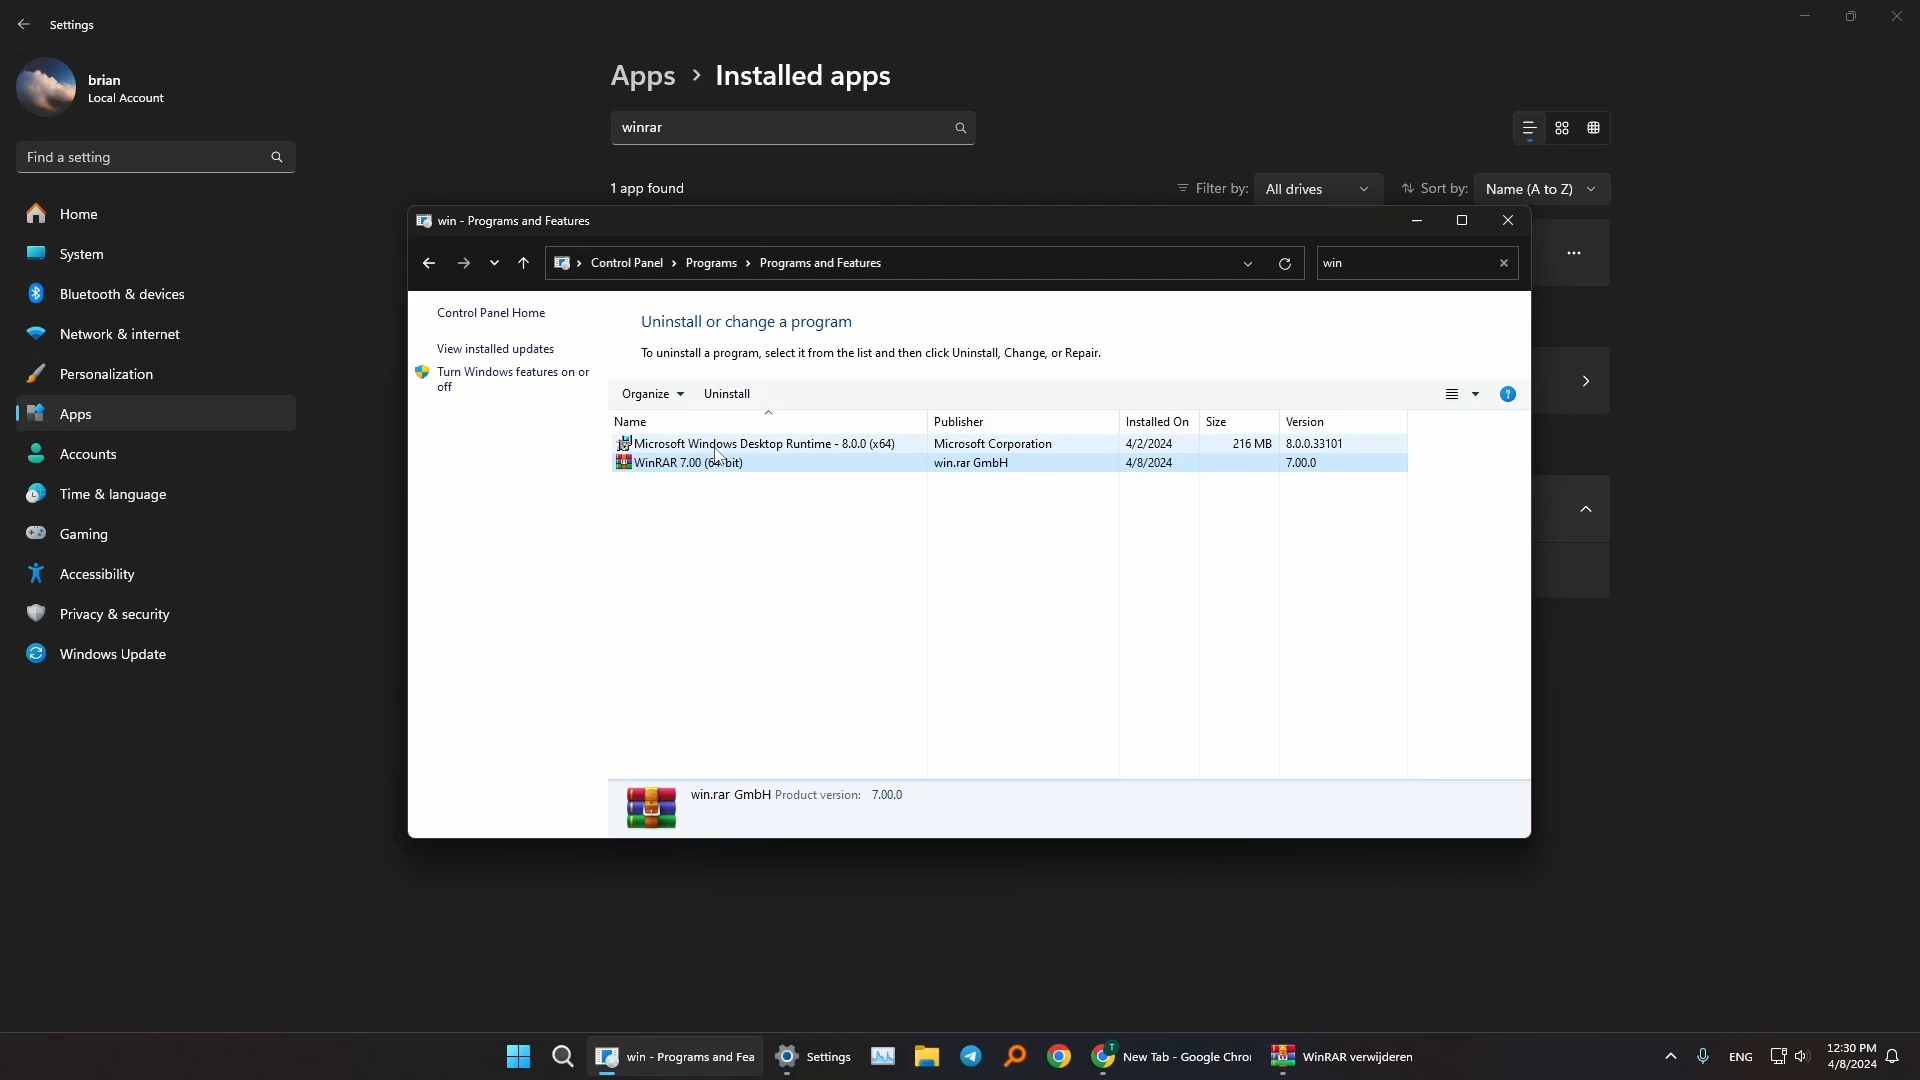 Settings
brian
Local Account
Find a setting
Home
System
Bluetooth & devices
Network & internet
Personalization
Apps
Accounts
Time & language
Gaming
Accessibility
Privacy & security
Windows Update
Apps > Installed apps
winrar
1 app found
Filter by: All drives
Sort by: Name (A to Z)
win - Programs and Features
Control Panel > Programs > Programs and Features
win
Control Panel Home
View installed updates
Turn Windows features on or
off
Uninstall or change a program
To uninstall a program, select it from the list and then click Uninstall, Change, or Repair.
Organize Uninstall
Name Publisher Installed On Size Version
Microsoft Windows Desktop Runtime - 8.0.0 (x64) Microsoft Corporation 4/2/2024 216 MB 8.0.0.33101
WinRAR 7.00 (64-bit) win.rar GmbH 4/8/2024 7.00.0
win.rar GmbH Product version: 7.00.0
win - Programs and Fea
Settings
T
New Tab - Google Chro
WinRAR verwijderen
ENG
12:30 PM
4/8/2024